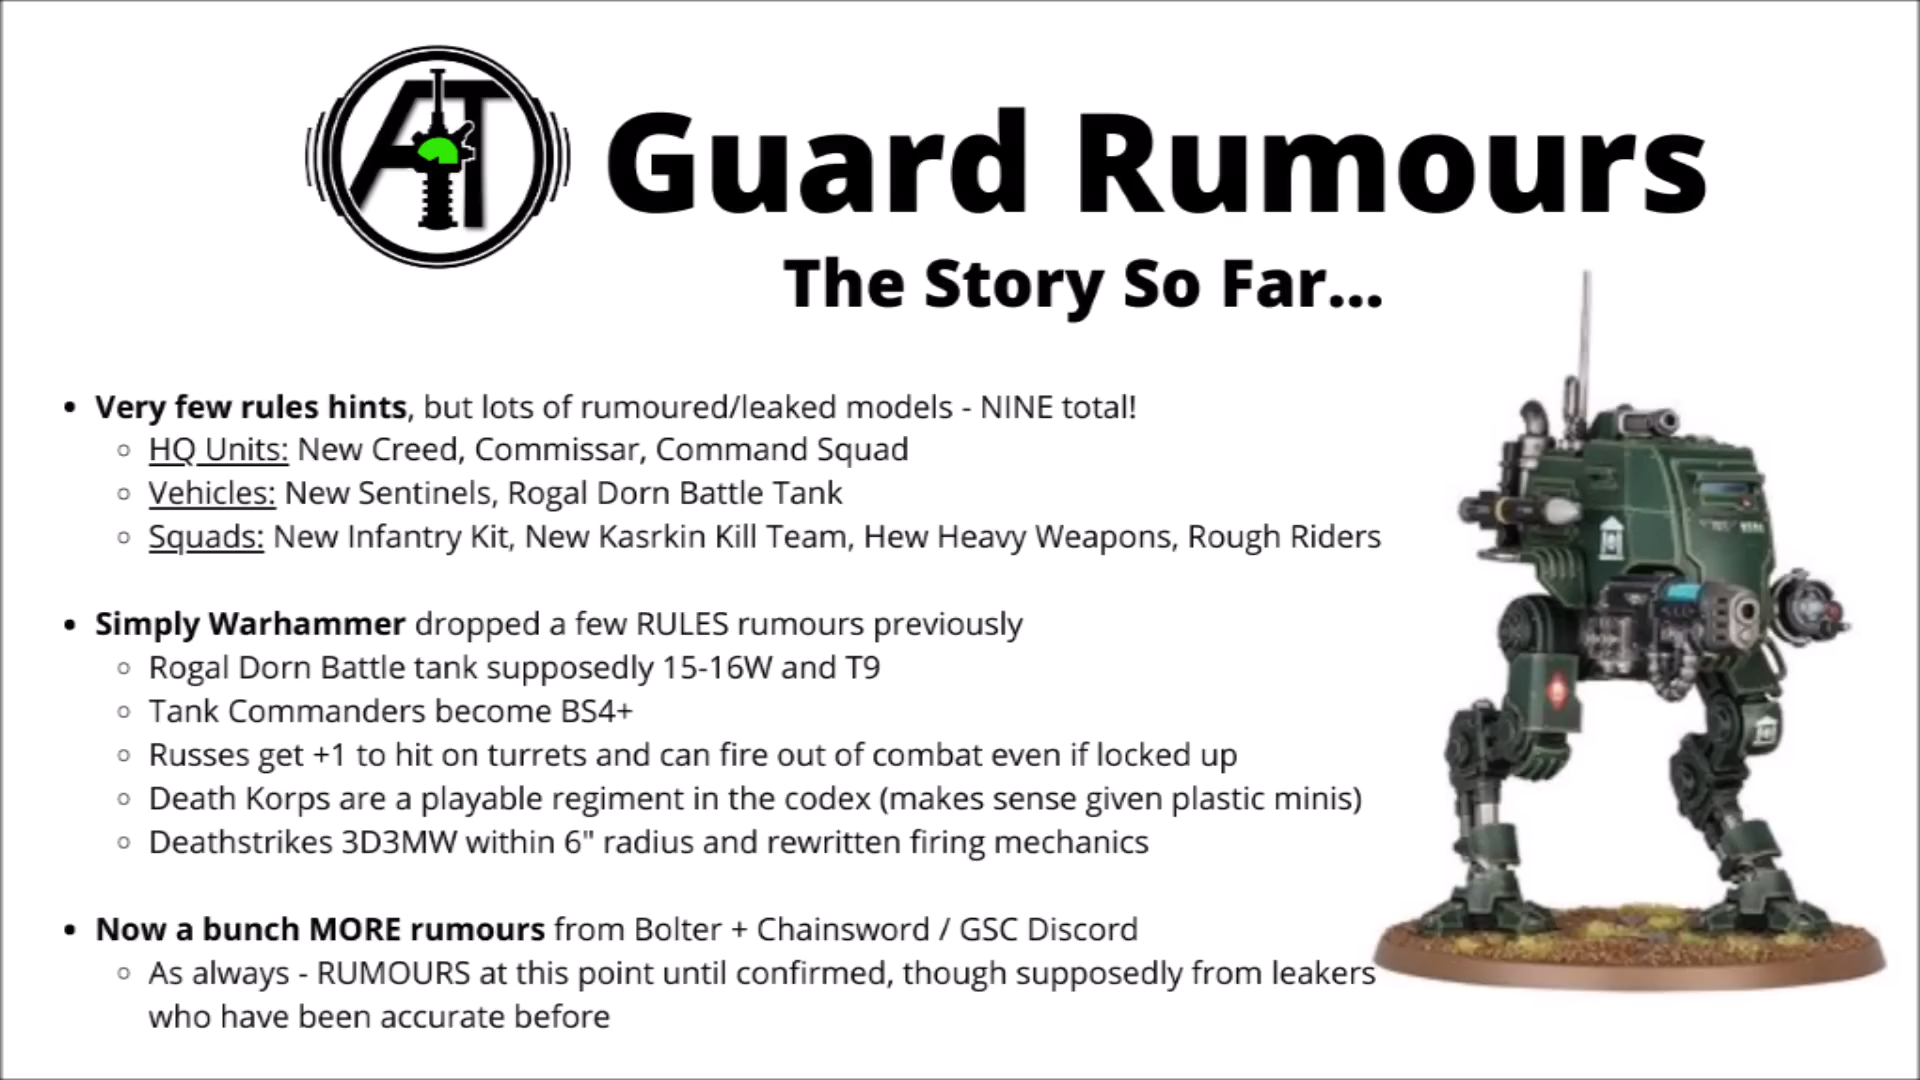 AT
Guard Rumours
The Story So Far...
• Very few rules hints, but lots of rumoured/leaked models - NINE total!
○ HQ Units: New Creed, Commissar, Command Squad
○ Vehicles: New Sentinels, Rogal Dorn Battle Tank
○ Squads: New Infantry Kit, New Kasrkin Kill Team, Hew Heavy Weapons, Rough Riders
• Simply Warhammer dropped a few RULES rumours previously
○ Rogal Dorn Battle tank supposedly 15-16W and T9
○ Tank Commanders become BS4+
○ Russes get +1 to hit on turrets and can fire out of combat even if locked up
○ Death Korps are a playable regiment in the codex (makes sense given plastic minis)
○ Deathstrikes 3D3MW within 6" radius and rewritten firing mechanics
• Now a bunch MORE rumours from Bolter + Chainsword / GSC Discord
○ As always - RUMOURS at this point until confirmed, though supposedly from leakers
who have been accurate before